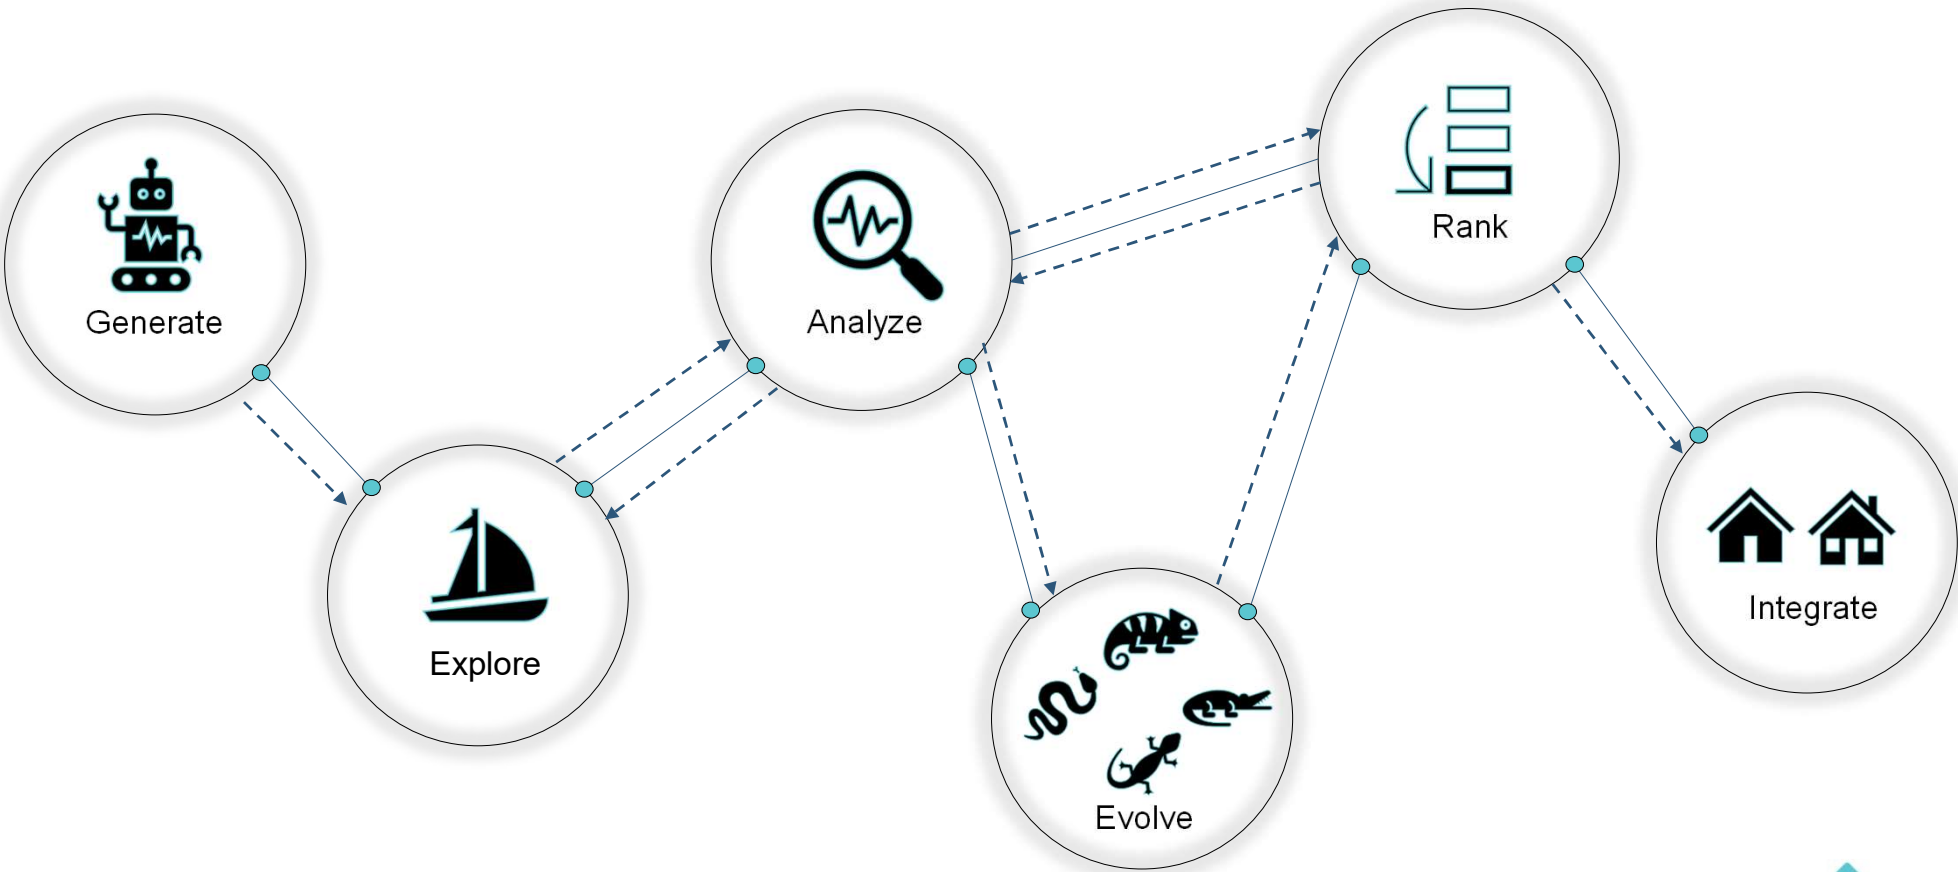 Generate
Explore
Analyze
Evolve
Rank
Integrate